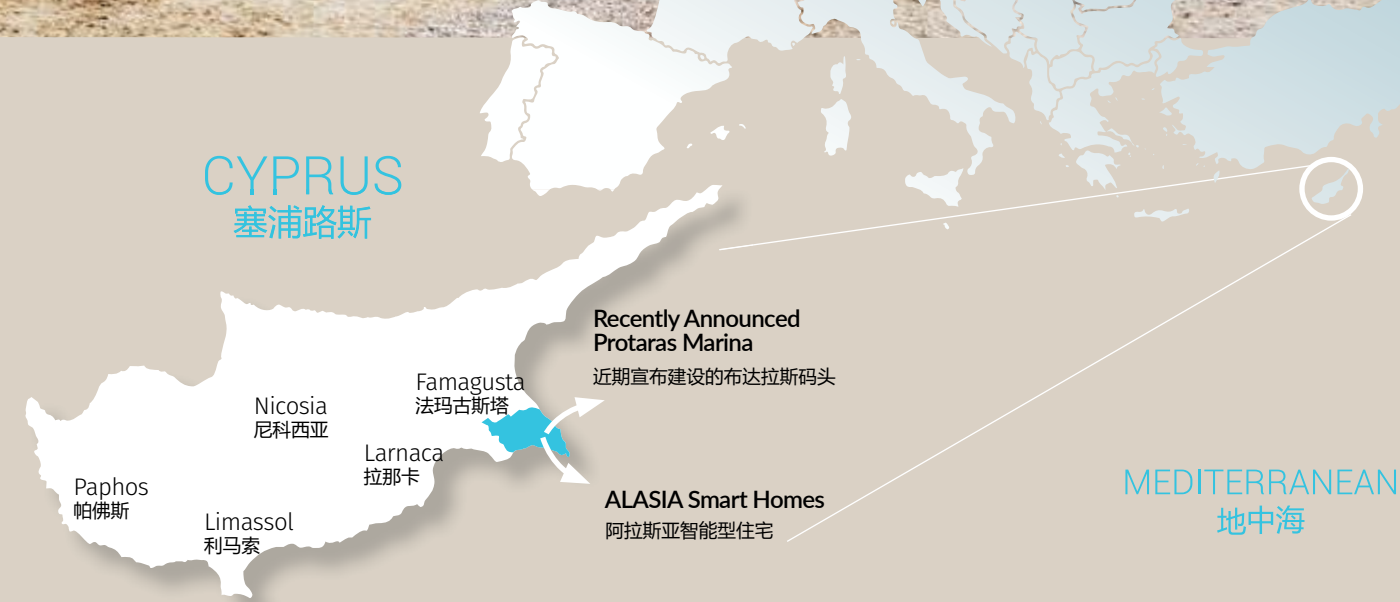 CYPRUS
塞浦路斯
Recently Announced
Protaras Marina
近期宣布建设的布达拉斯码头
Famagusta
法玛古斯塔
Nicosia
尼科西亚
Larnaca
拉那卡
Paphos
帕佛斯
Limassol
利马索
ALASIA Smart Homes
阿拉斯亚智能型住宅
MEDITERRANEAN
地中海